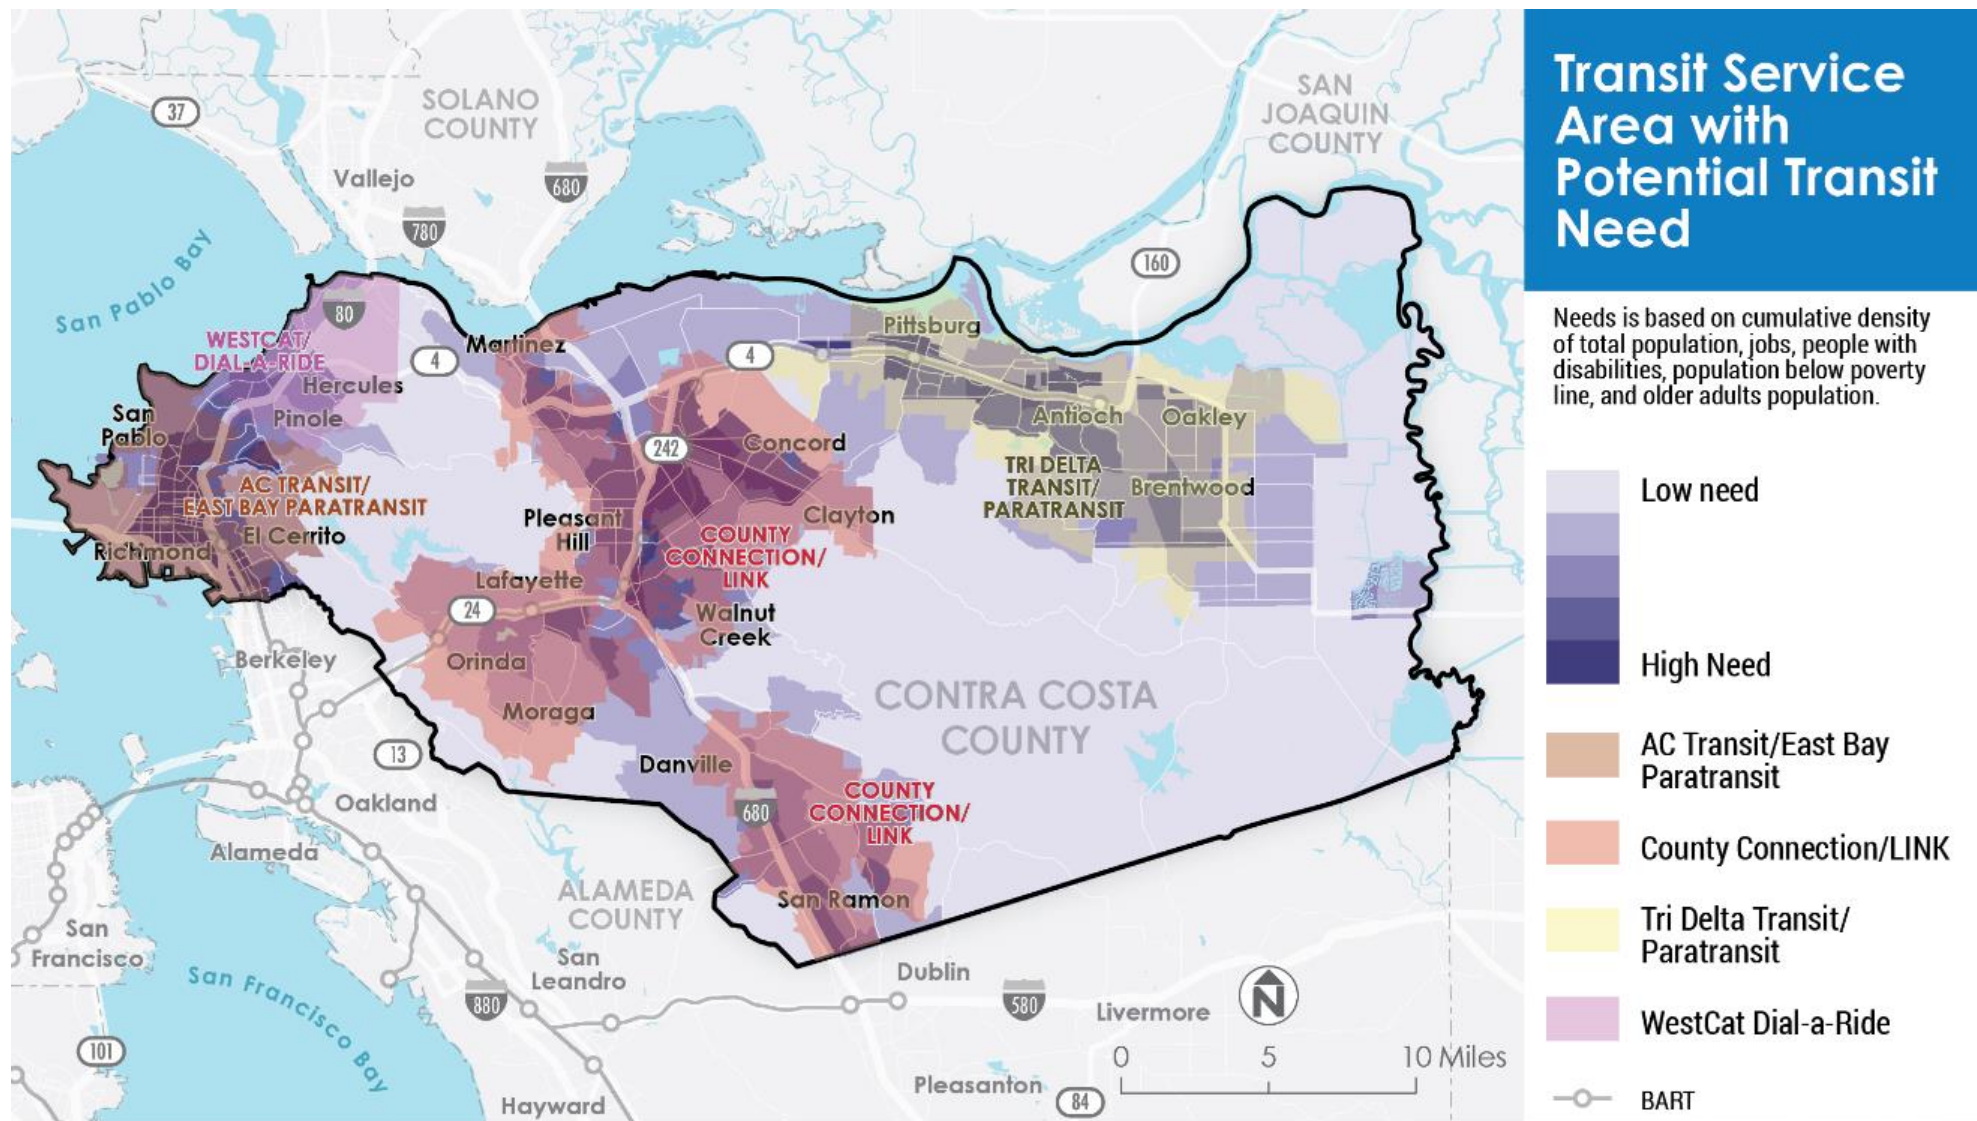 Transit Service
Area with
Potential Transit
Need
Needs is based on cumulative density
of total population, jobs, people with
disabilities, population below poverty
line, and older adults population.
Low need
High Need
AC Transit/East Bay
Paratransit
County Connection/LINK
Tri Delta Transit/
Paratransit
WestCat Dial-a-Ride
BART
37
SOLANO
COUNTY
SAN
JOAQUIN
COUNTY
Vallejo
680
780
San Pablo Bay
160
80
WESTCAT/
DIAL-A-RIDE
Hercules
Pinole
4
Martinez
4
Pittsburg
San
Pablo
AC TRANSIT/
EAST BAY PARATRANSIT
El Cerrito
Richmond
242
Concord
Antioch
Oakley
TRI DELTA
TRANSIT/
PARATRANSIT
Brentwood
Pleasant
Hill
Clayton
COUNTY
CONNECTION/
LINK
Lafayette
24
Walnut
Creek
Berkeley
Orinda
Moraga
CONTRA COSTA
COUNTY
13
Danville
680
COUNTY
CONNECTION/
LINK
Oakland
Alameda
ALAMEDA
COUNTY
San Ramon
San
Francisco
San Francisco Bay
San
Leandro
Dublin
880
580
Livermore
N
101
0 5 10 Miles
Pleasanton
84
Hayward